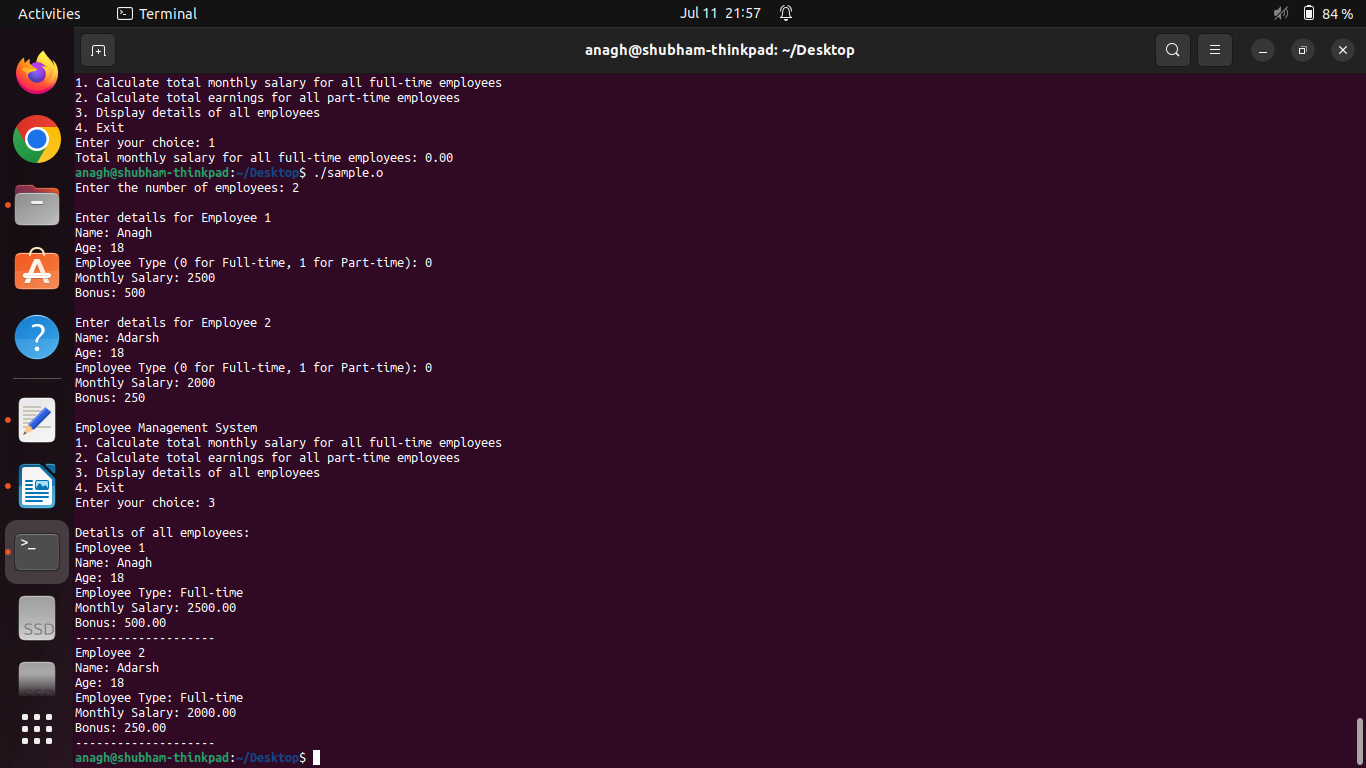 Activities
Terminal
Jul 11 21:57
84 %
anagh@shubham-thinkpad: ~/Desktop
1. Calculate total monthly salary for all full-time employees
2. Calculate total earnings for all part-time employees
3. Display details of all employees
4. Exit
Enter your choice: 1
Total monthly salary for all full-time employees: 0.00
anagh@shubham-thinkpad:~/Desktop$ ./sample.o
Enter the number of employees: 2
Enter details for Employee 1
Name: Anagh
Age: 18
Employee Type (0 for Full-time, 1 for Part-time): 0
Monthly Salary: 2500
Bonus: 500
Enter details for Employee 2
Name: Adarsh
Age: 18
Employee Type (0 for Full-time, 1 for Part-time): 0
Monthly Salary: 2000
Bonus: 250
Employee Management System
1. Calculate total monthly salary for all full-time employees
2. Calculate total earnings for all part-time employees
3. Display details of all employees
4. Exit
Enter your choice: 3
Details of all employees:
Employee 1
Name: Anagh
Age: 18
Employee Type: Full-time
Monthly Salary: 2500.00
Bonus: 500.00
--------------------
Employee 2
Name: Adarsh
Age: 18
Employee Type: Full-time
Monthly Salary: 2000.00
Bonus: 250.00
--------------------
anagh@shubham-thinkpad:~/Desktop$
>_
SSD